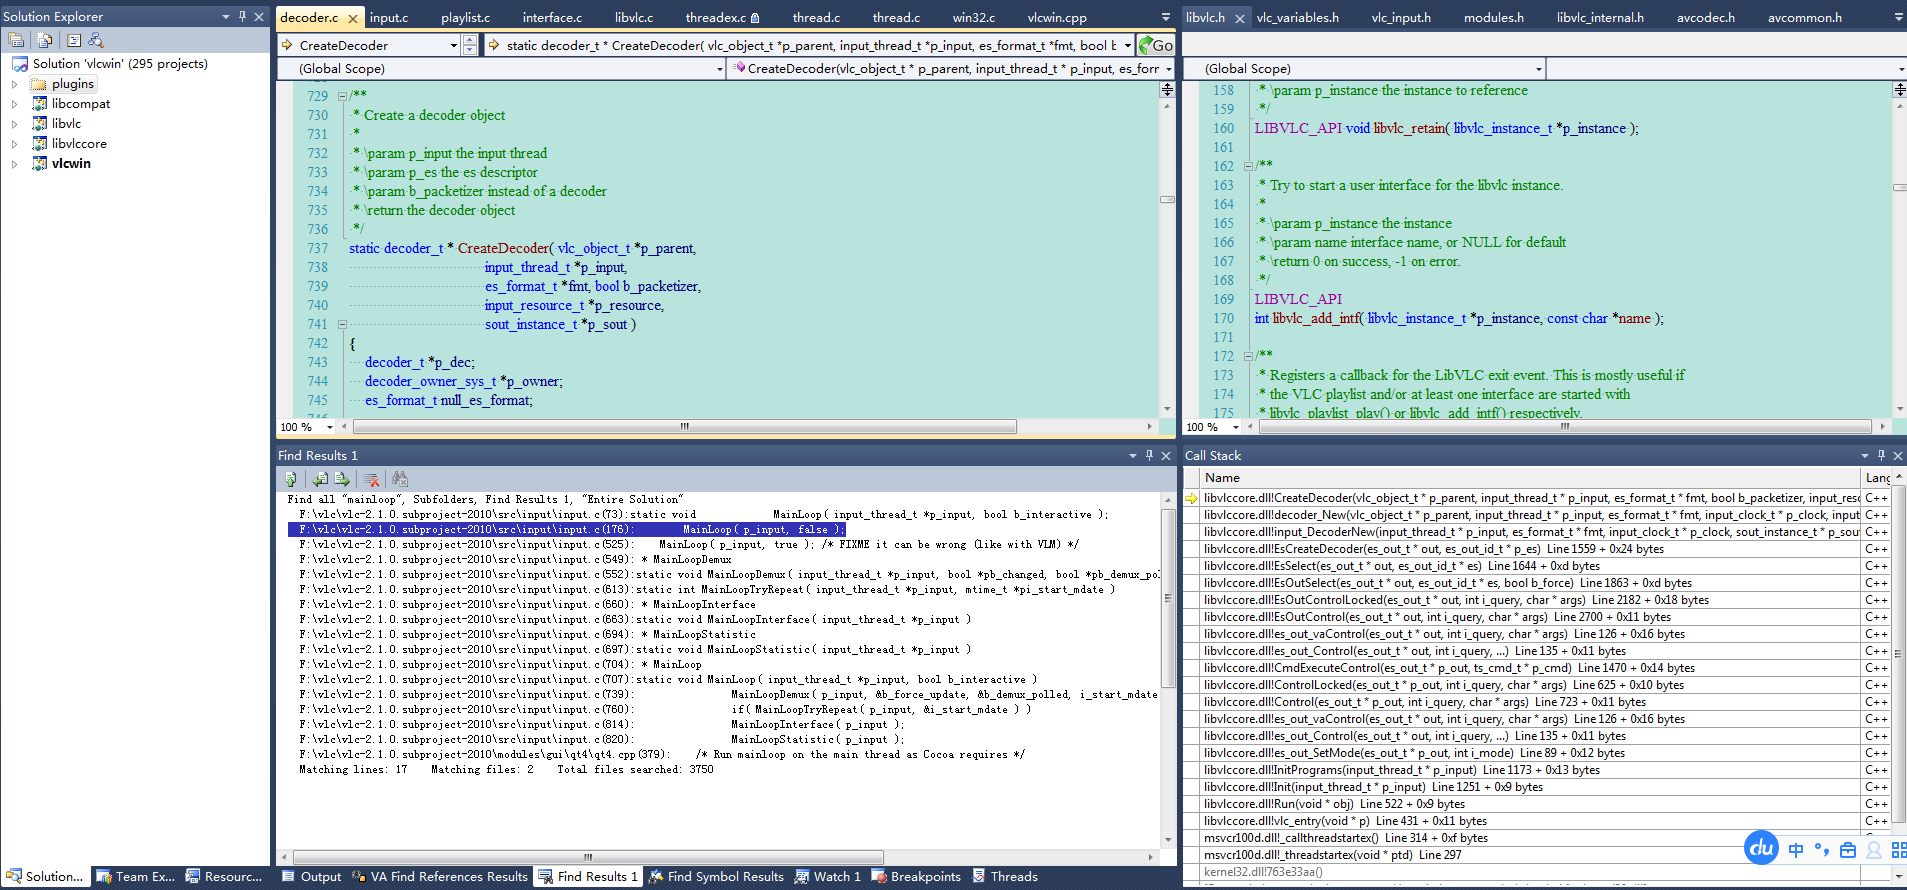 Solution Explorer
Solution 'vlcwin' (295 projects)
plugins
libcompat
libvlc
libvlccore
vlcwin
Solution...
Team Ex...
Resourc...
decoder.c
input.c
playlist.c
interface.c
libvlc.c
threadex.c
thread.c
thread.c
win32.c
vlcwin.cpp
CreateDecoder
static decoder_t * CreateDecoder( vlc_object_t *p_parent, input_thread_t *p_input, es_format_t *fmt, bool b
Go
(Global Scope)
CreateDecoder(vlc_object_t * p_parent, input_thread_t * p_input, es_forr
729 /**
730 * Create a decoder object
731 *
732 * \param p_input the input thread
733 * \param p_es the es descriptor
734 * \param b_packetizer instead of a decoder
735 * \return the decoder object
736 */
737 static decoder_t * CreateDecoder( vlc_object_t *p_parent,
738 input_thread_t *p_input,
739 es_format_t *fmt, bool b_packetizer,
740 input_resource_t *p_resource,
741 sout_instance_t *p_sout )
742 {
743 decoder_t *p_dec;
744 decoder_owner_sys_t *p_owner;
745 es_format_t null_es_format;
100 %
libvlc.h
vlc_variables.h
vlc_input.h
modules.h
libvlc_internal.h
avcodec.h
avcommon.h
(Global Scope)
158 * \param p_instance the instance to reference
159 */
160 LIBVLC_API void libvlc_retain( libvlc_instance_t *p_instance );
161
162 /**
163 * Try to start a user interface for the libvlc instance.
164 *
165 * \param p_instance the instance
166 * \param name interface name, or NULL for default
167 * \return 0 on success, -1 on error.
168 */
169 LIBVLC_API
170 int libvlc_add_intf( libvlc_instance_t *p_instance, const char *name );
171
172 /**
173 * Registers a callback for the LibVLC exit event. This is mostly useful if
174 * the VLC playlist and/or at least one interface are started with
175 * libvlc_playlist_play() or libvlc_add_intf() respectively.
100 %
Find Results 1
Find all "mainloop", Subfolders, Find Results 1, "Entire Solution"
F:\vlc\vlc-2.1.0.subproject-2010\src\input\input.c(73):static void MainLoop( input_thread_t *p_input, bool b_interactive );
F:\vlc\vlc-2.1.0.subproject-2010\src\input\input.c(176): MainLoop( p_input, false );
F:\vlc\vlc-2.1.0.subproject-2010\src\input\input.c(525): MainLoop( p_input, true ); /* FIXME it can be wrong (like with VLM) */
F:\vlc\vlc-2.1.0.subproject-2010\src\input\input.c(549): * MainLoopDemux
F:\vlc\vlc-2.1.0.subproject-2010\src\input\input.c(552):static void MainLoopDemux( input_thread_t *p_input, bool *pb_changed, bool *pb_demux_pol
F:\vlc\vlc-2.1.0.subproject-2010\src\input\input.c(613):static int MainLoopTryRepeat( input_thread_t *p_input, mtime_t *pi_start_mdate )
F:\vlc\vlc-2.1.0.subproject-2010\src\input\input.c(660): * MainLoopInterface
F:\vlc\vlc-2.1.0.subproject-2010\src\input\input.c(663):static void MainLoopInterface( input_thread_t *p_input )
F:\vlc\vlc-2.1.0.subproject-2010\src\input\input.c(694): * MainLoopStatistic
F:\vlc\vlc-2.1.0.subproject-2010\src\input\input.c(697):static void MainLoopStatistic( input_thread_t *p_input )
F:\vlc\vlc-2.1.0.subproject-2010\src\input\input.c(704): * MainLoop
F:\vlc\vlc-2.1.0.subproject-2010\src\input\input.c(707):static void MainLoop( input_thread_t *p_input, bool b_interactive )
F:\vlc\vlc-2.1.0.subproject-2010\src\input\input.c(739): MainLoopDemux( p_input, &b_force_update, &b_demux_polled, i_start_mdate
F:\vlc\vlc-2.1.0.subproject-2010\src\input\input.c(760): if( MainLoopTryRepeat( p_input, &i_start_mdate ) )
F:\vlc\vlc-2.1.0.subproject-2010\src\input\input.c(814): MainLoopInterface( p_input );
F:\vlc\vlc-2.1.0.subproject-2010\src\input\input.c(820): MainLoopStatistic( p_input );
F:\vlc\vlc-2.1.0.subproject-2010\modules\gui\qt4\qt4.cpp(379): /* Run mainloop on the main thread as Cocoa requires */
Matching lines: 17 Matching files: 2 Total files searched: 3750
Output
VA Find References Results
Find Results 1
Find Symbol Results
Watch 1
Breakpoints
Threads
Call Stack
Name Lang
libvlccore.dll!CreateDecoder(vlc_object_t * p_parent, input_thread_t * p_input, es_format_t * fmt, bool b_packetizer, input_reso C++
libvlccore.dll!decoder_New(vlc_object_t * p_parent, input_thread_t * p_input, es_format_t * fmt, input_clock_t * p_clock, input C++
libvlccore.dll!input_DecoderNew(input_thread_t * p_input, es_format_t * fmt, input_clock_t * p_clock, sout_instance_t * p_sou C++
libvlccore.dll!EsCreateDecoder(es_out_t * out, es_out_id_t * p_es) Line 1559 + 0x24 bytes C++
libvlccore.dll!EsSelect(es_out_t * out, es_out_id_t * es) Line 1644 + 0xd bytes C++
libvlccore.dll!EsOutSelect(es_out_t * out, es_out_id_t * es, bool b_force) Line 1863 + 0xd bytes C++
libvlccore.dll!EsOutControlLocked(es_out_t * out, int i_query, char * args) Line 2182 + 0x18 bytes C++
libvlccore.dll!EsOutControl(es_out_t * out, int i_query, char * args) Line 2700 + 0x11 bytes C++
libvlccore.dll!es_out_vaControl(es_out_t * out, int i_query, char * args) Line 126 + 0x16 bytes C++
libvlccore.dll!es_out_Control(es_out_t * out, int i_query, ...) Line 135 + 0x11 bytes C++
libvlccore.dll!CmdExecuteControl(es_out_t * p_out, ts_cmd_t * p_cmd) Line 1470 + 0x14 bytes C++
libvlccore.dll!ControlLocked(es_out_t * p_out, int i_query, char * args) Line 625 + 0x10 bytes C++
libvlccore.dll!Control(es_out_t * p_out, int i_query, char * args) Line 723 + 0x11 bytes C++
libvlccore.dll!es_out_vaControl(es_out_t * out, int i_query, char * args) Line 126 + 0x16 bytes C++
libvlccore.dll!es_out_Control(es_out_t * out, int i_query, ...) Line 135 + 0x11 bytes C++
libvlccore.dll!es_out_SetMode(es_out_t * p_out, int i_mode) Line 89 + 0x12 bytes C++
libvlccore.dll!InitPrograms(input_thread_t * p_input) Line 1173 + 0x13 bytes C++
libvlccore.dll!Init(input_thread_t * p_input) Line 1251 + 0x9 bytes C++
libvlccore.dll!Run(void * obj) Line 522 + 0x9 bytes C++
libvlccore.dll!vlc_entry(void * p) Line 431 + 0x11 bytes C++
msvcr100d.dll!_callthreadstartex() Line 314 + 0xf bytes
msvcr100d.dll!_threadstartex(void * ptd) Line 297
kernel32.dll!763e33aa()
du 中